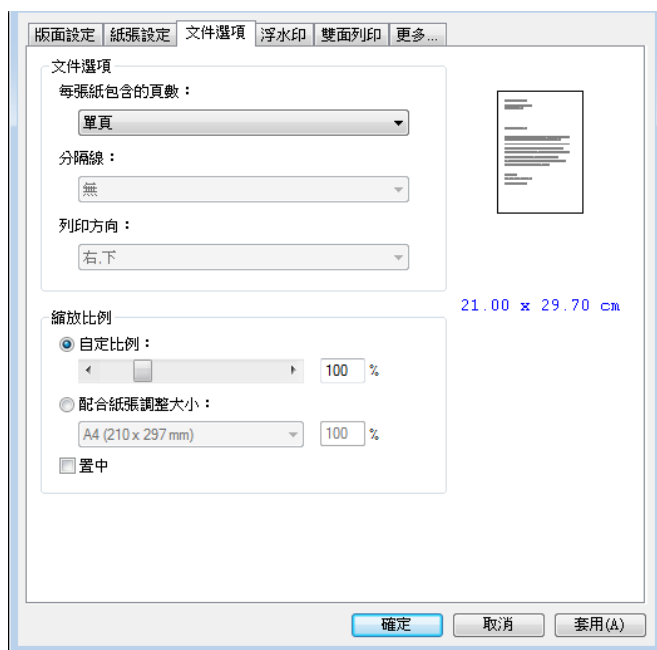 版面設定 紙張設定 文件選項 浮水印 雙面列印 更多...
文件選項
每張紙包含的頁數：
單頁
分隔線：
無
列印方向：
右.下
21.00 x 29.70 cm
縮放比例
自定比例：
100 %
配合紙張調整大小：
A4 (210 x 297 mm) 100 %
置中
確定 取消 套用(A)